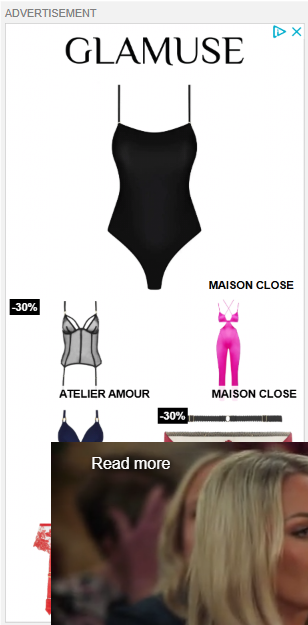 ADVERTISEMENT
GLAMUSE
MAISON CLOSE
-30%
ATELIER AMOUR
MAISON CLOSE
-30%
Read more